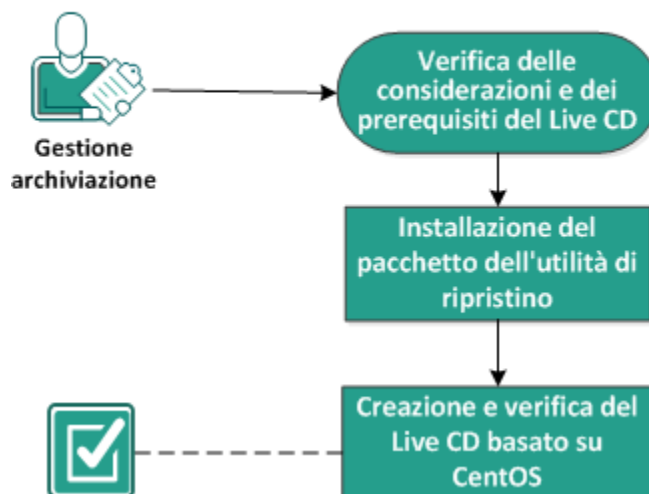 Gestione
archiviazione
Verifica delle
considerazioni e dei
prerequisiti del Live CD
Installazione del
pacchetto dell'utilità di
ripristino
Creazione e verifica del
Live CD basato su
CentOS